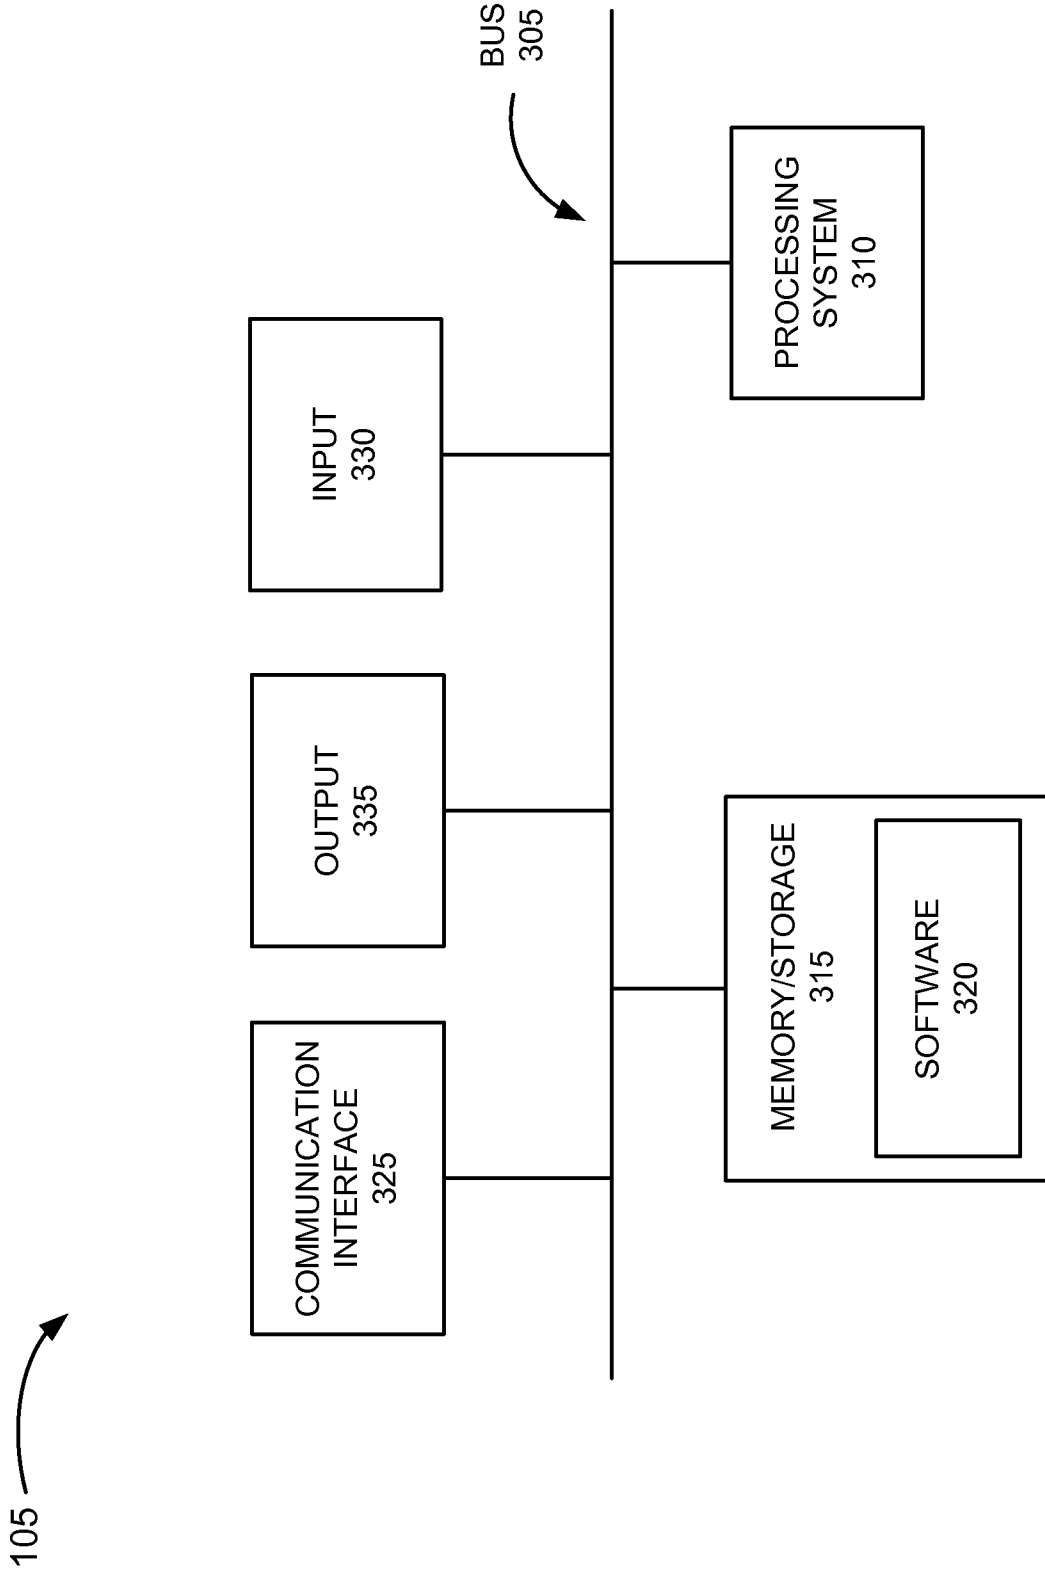 105
COMMUNICATION
INTERFACE
325
OUTPUT
335
INPUT
330
BUS
305
MEMORY/STORAGE
315
SOFTWARE
320
PROCESSING
SYSTEM
310